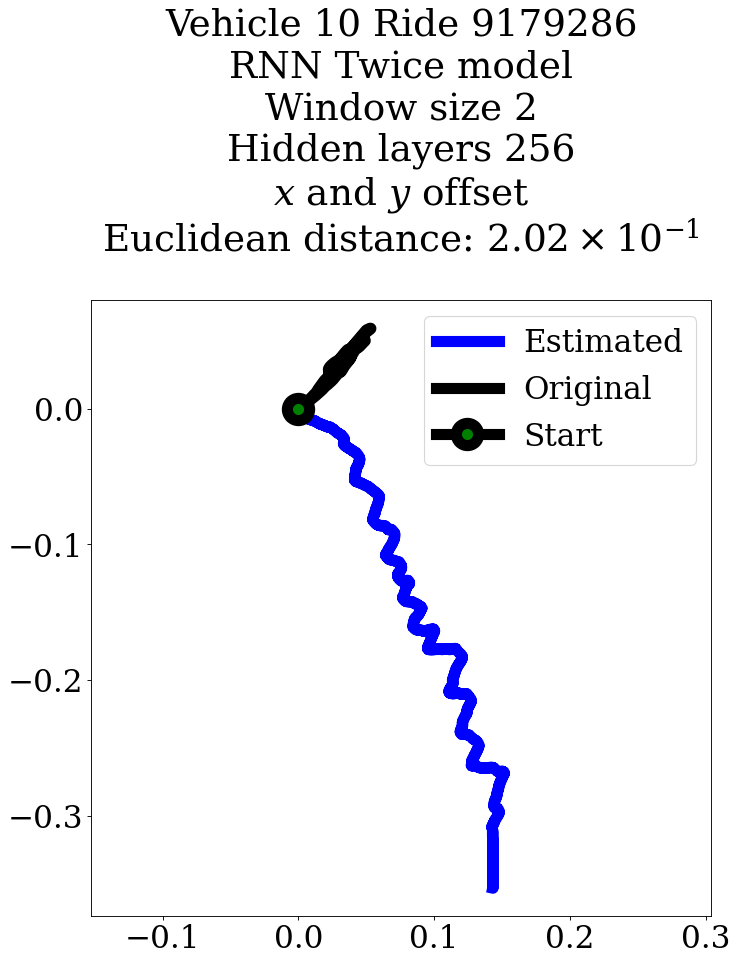 Vehicle 10 Ride 9179286
RNN Twice model
Window size 2
Hidden layers 256
x and y offset
Euclidean distance: 2.02 × 10⁻¹
Estimated
Original
Start
0.0
−0.1
−0.2
−0.3
−0.1 0.0 0.1 0.2 0.3